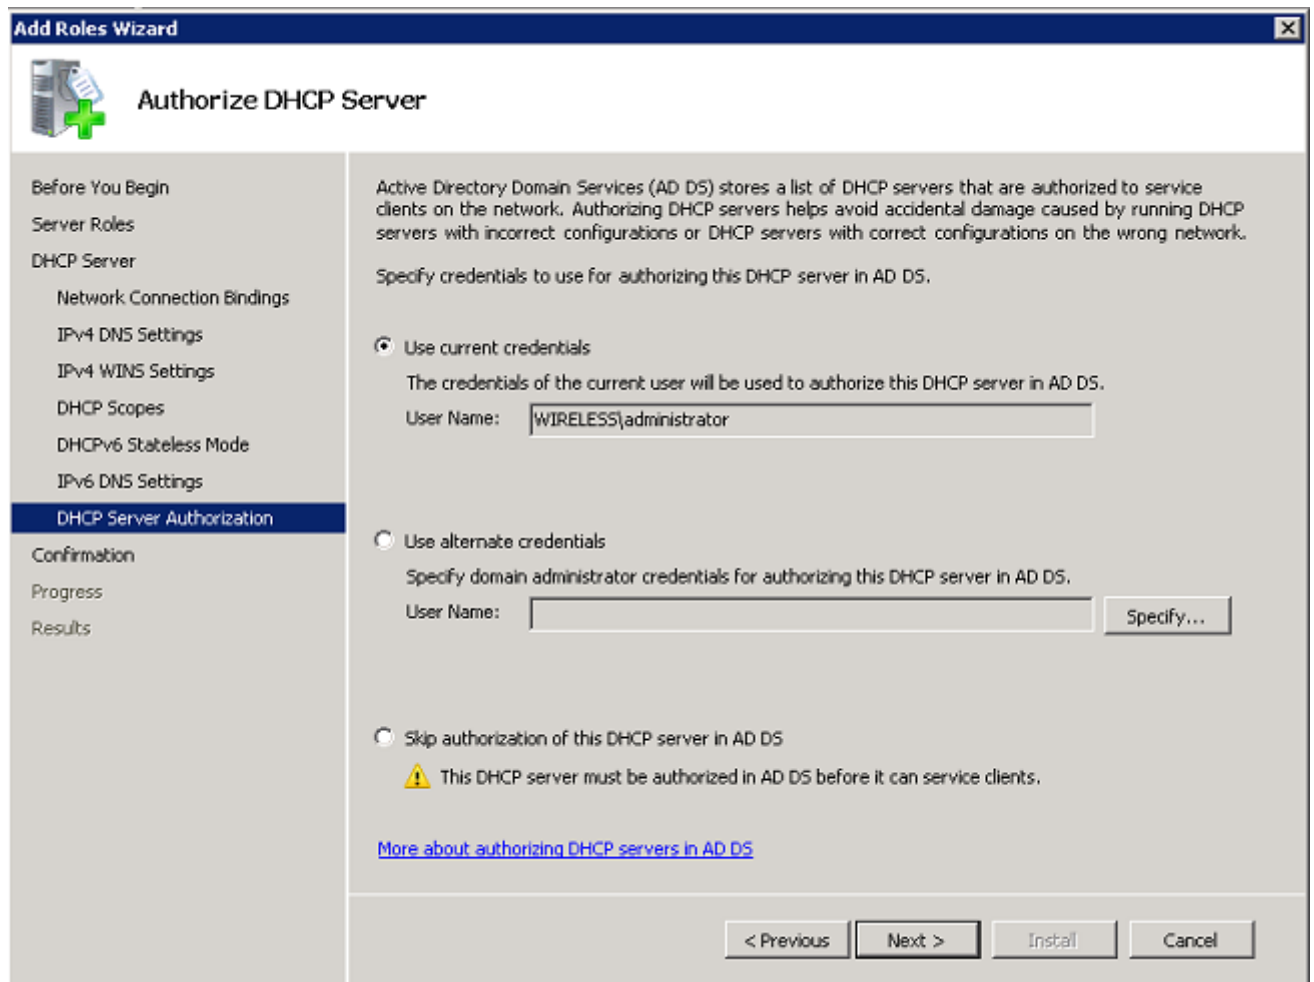 Add Roles Wizard
Authorize DHCP Server
Before You Begin
Server Roles
DHCP Server
Network Connection Bindings
IPv4 DNS Settings
IPv4 WINS Settings
DHCP Scopes
DHCPv6 Stateless Mode
IPv6 DNS Settings
DHCP Server Authorization
Confirmation
Progress
Results
Active Directory Domain Services (AD DS) stores a list of DHCP servers that are authorized to service
clients on the network. Authorizing DHCP servers helps avoid accidental damage caused by running DHCP
servers with incorrect configurations or DHCP servers with correct configurations on the wrong network.
Specify credentials to use for authorizing this DHCP server in AD DS.
Use current credentials
The credentials of the current user will be used to authorize this DHCP server in AD DS.
User Name: WIRELESS\administrator
Use alternate credentials
Specify domain administrator credentials for authorizing this DHCP server in AD DS.
User Name: Specify...
Skip authorization of this DHCP server in AD DS
This DHCP server must be authorized in AD DS before it can service clients.
More about authorizing DHCP servers in AD DS
< Previous Next > Install Cancel